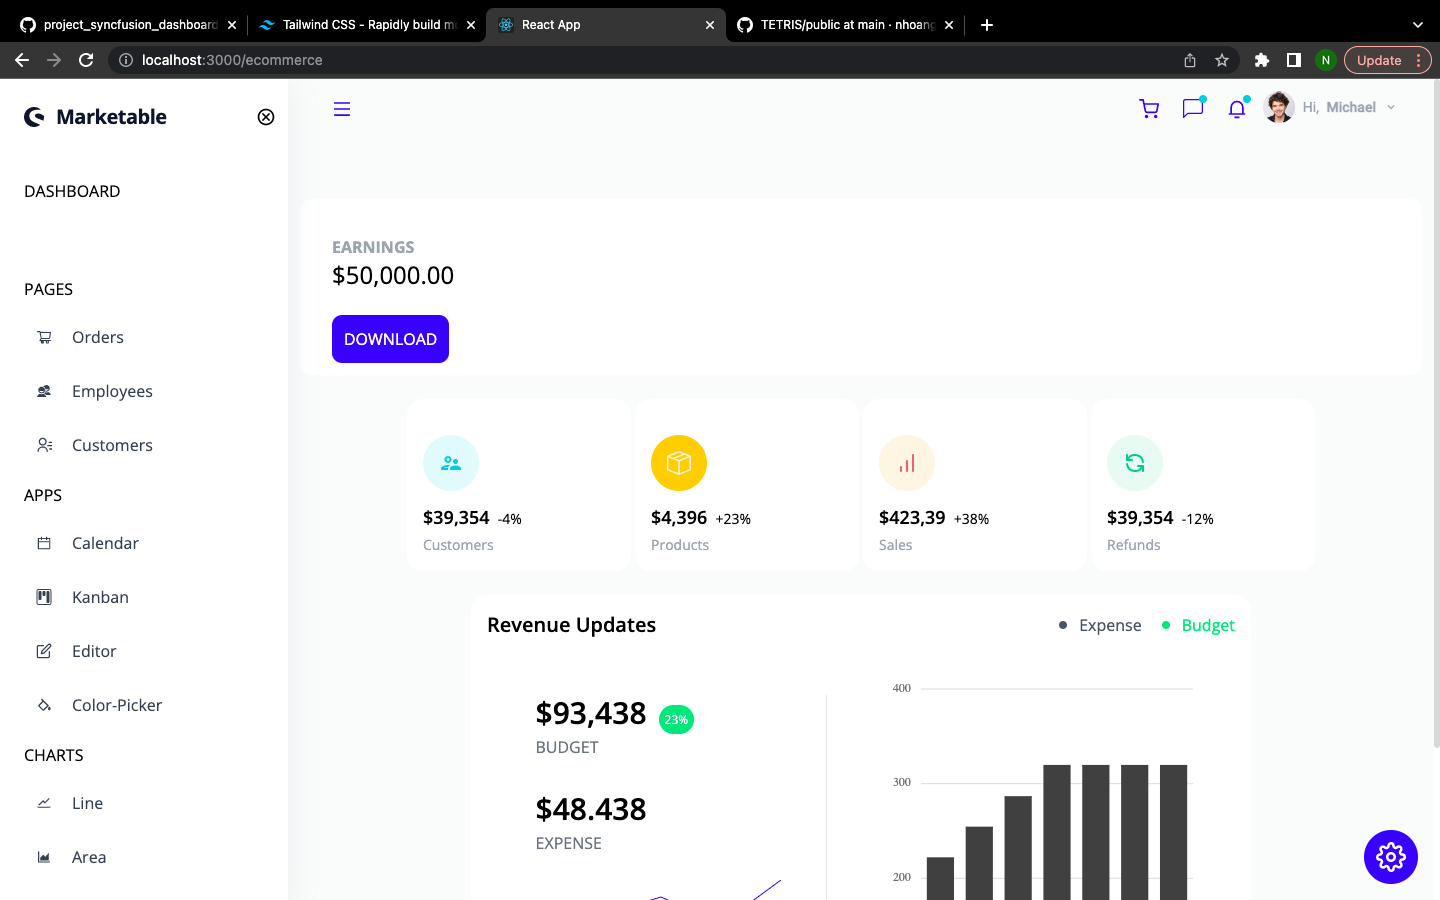 project_syncfusion_dashboard
Tailwind CSS - Rapidly build mo
React App
TETRIS/public at main · nhoang
localhost:3000/ecommerce
N
Update
Marketable
Hi, Michael
DASHBOARD
PAGES
Orders
Employees
Customers
APPS
Calendar
Kanban
Editor
Color-Picker
CHARTS
Line
Area
EARNINGS
$50,000.00
DOWNLOAD
$39,354 -4%
Customers
$4,396 +23%
Products
$423,39 +38%
Sales
$39,354 -12%
Refunds
Revenue Updates
Expense
Budget
$93,438 23%
BUDGET
$48.438
EXPENSE
400
300
200